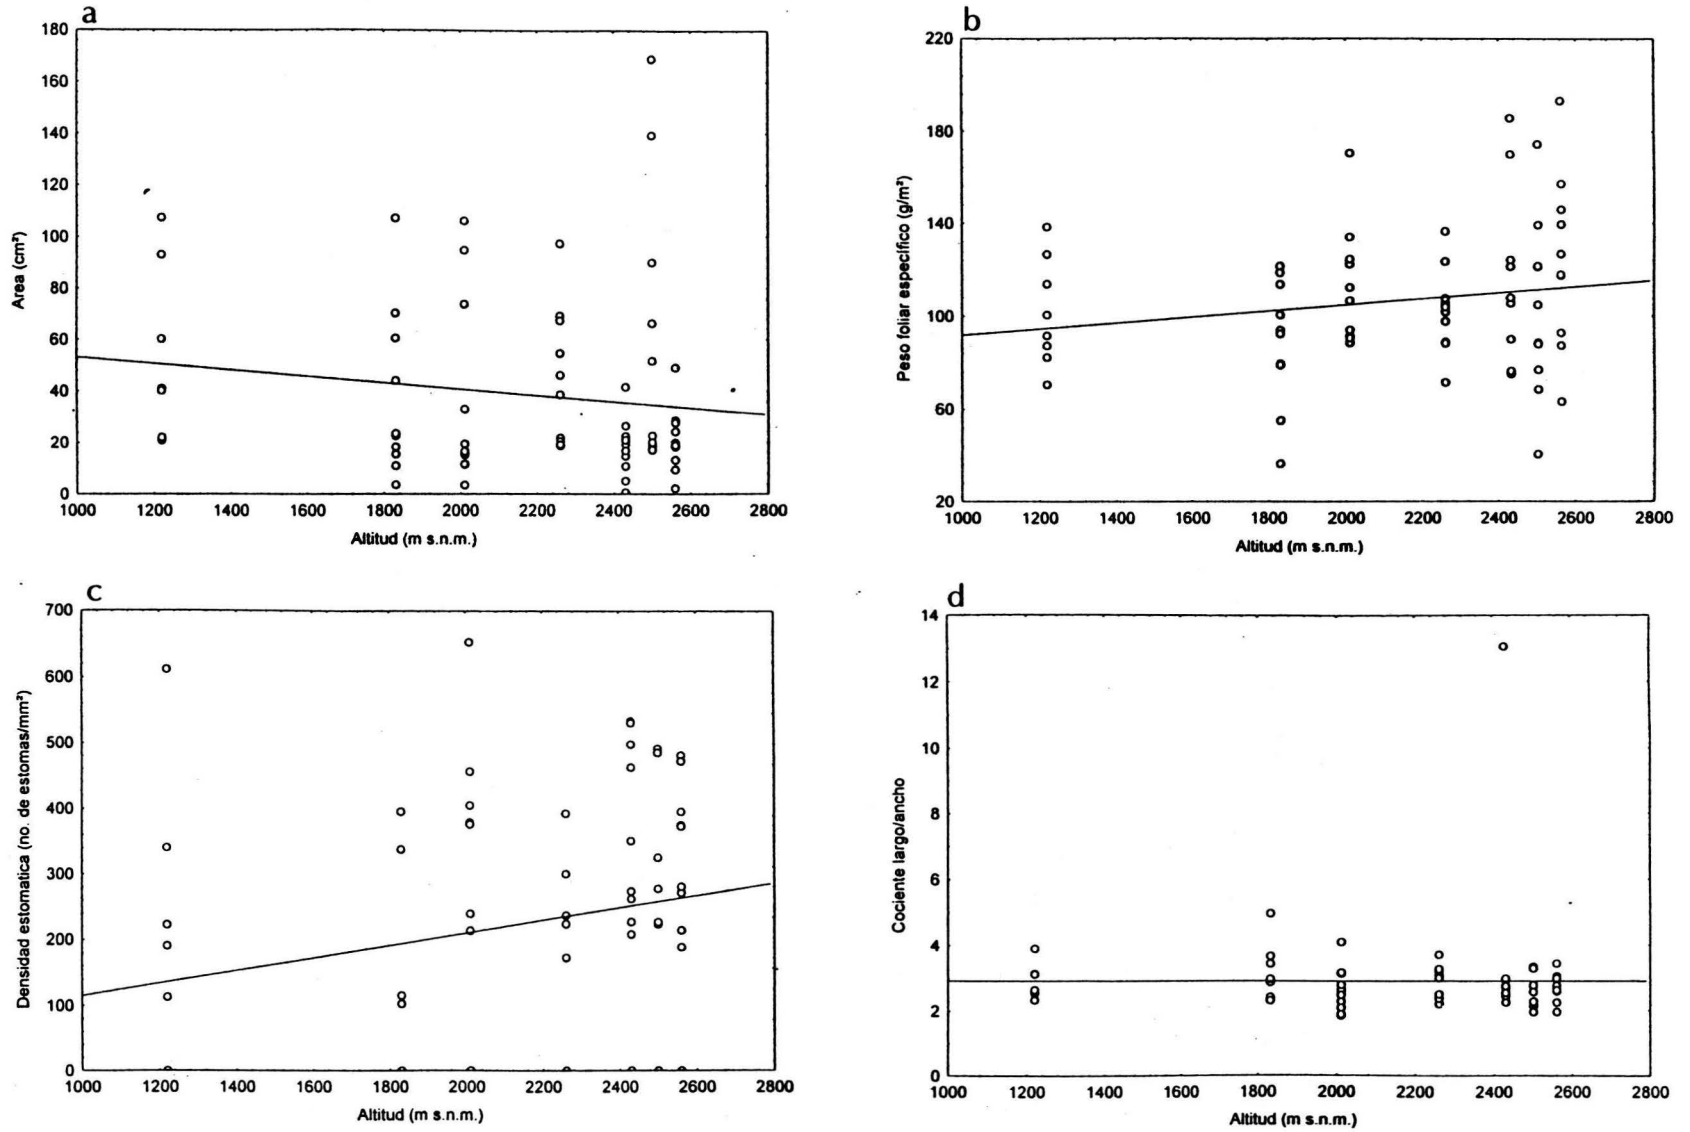 a
180
160
140
120
100
80
60
40
20
0
Area (cm²)
1000 1200 1400 1600 1800 2000 2200 2400 2600 2800
Altitud (m s.n.m.)
b
220
180
140
100
60
20
Peso foliar específico (g/m²)
1000 1200 1400 1600 1800 2000 2200 2400 2600 2800
Altitud (m s.n.m.)
c
700
600
500
400
300
200
100
0
Densidad estomatica (no. de estomas/mm²)
1000 1200 1400 1600 1800 2000 2200 2400 2600 2800
Altitud (m s.n.m.)
d
14
12
10
8
6
4
2
0
Cociente largo/ancho
1000 1200 1400 1600 1800 2000 2200 2400 2600 2800
Altitud (m s.n.m.)